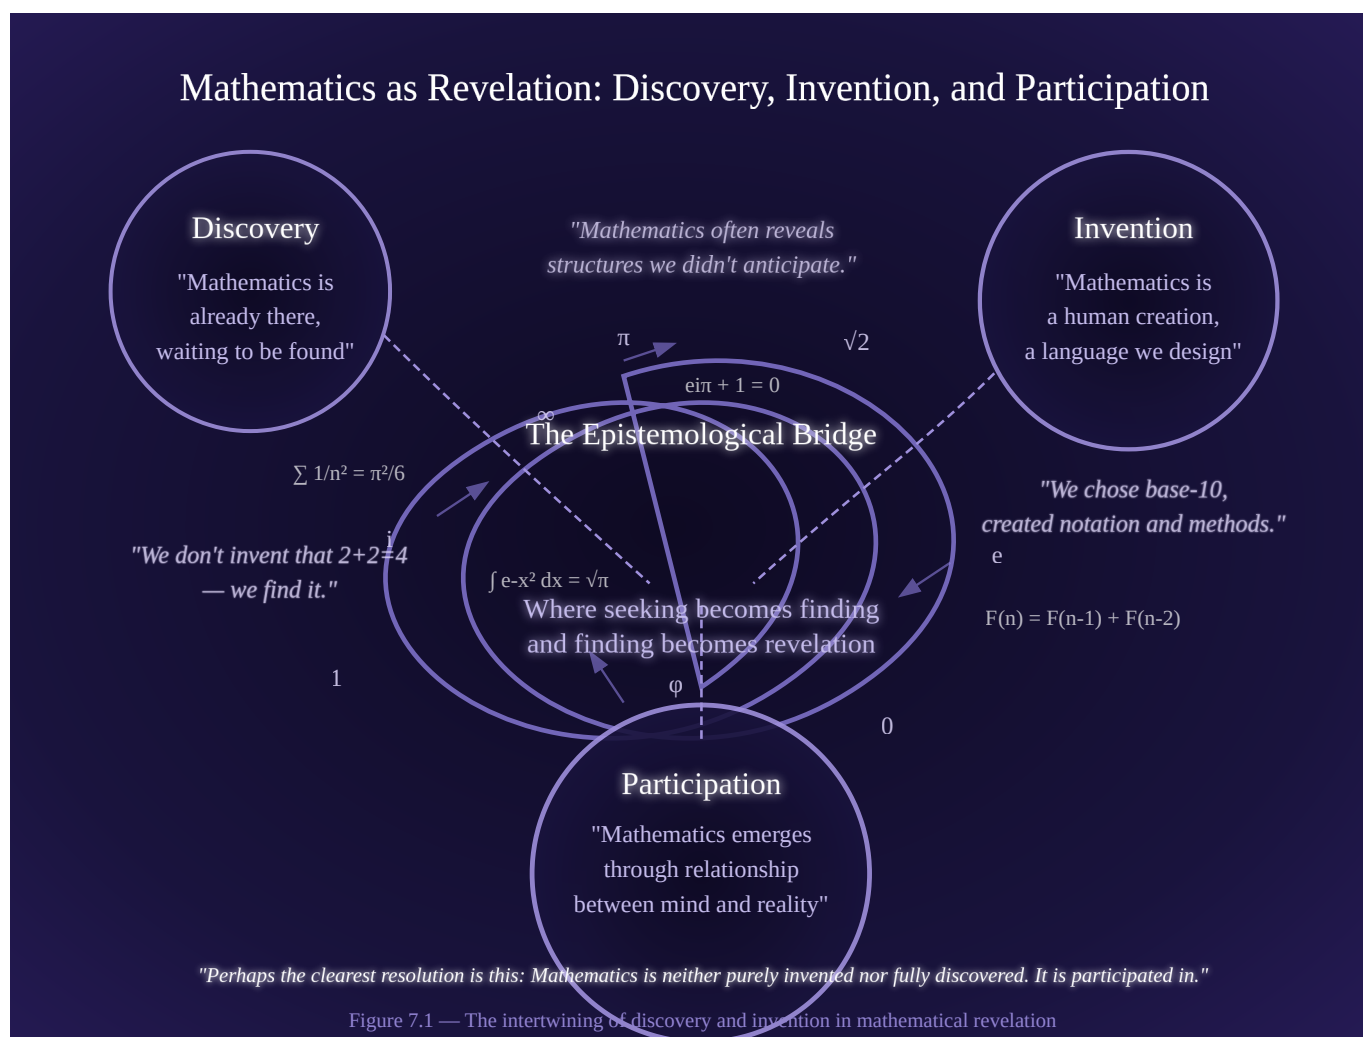 Mathematics as Revelation: Discovery, Invention, and Participation
Discovery
"Mathematics is
already there,
waiting to be found"
"Mathematics often reveals
structures we didn't anticipate."
Invention
"Mathematics is
a human creation,
a language we design"
π
√2
eiπ + 1 = 0
∞
The Epistemological Bridge
∑ 1/n² = π²/6
"We chose base-10,
created notation and methods."
i
"We don't invent that 2+2=4
— we find it."
e
∫ e-x² dx = √π
Where seeking becomes finding
and finding becomes revelation
F(n) = F(n-1) + F(n-2)
1
φ
0
Participation
"Mathematics emerges
through relationship
between mind and reality"
"Perhaps the clearest resolution is this: Mathematics is neither purely invented nor fully discovered. It is participated in."
Figure 7.1 — The intertwining of discovery and invention in mathematical revelation